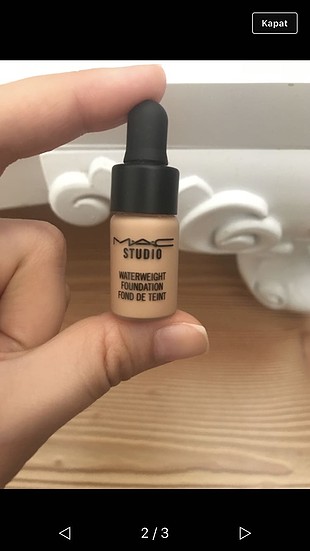 Kapat
MAC
STUDIO
WATERWEIGHT
FOUNDATION
FOND DE TEINT
2 / 3